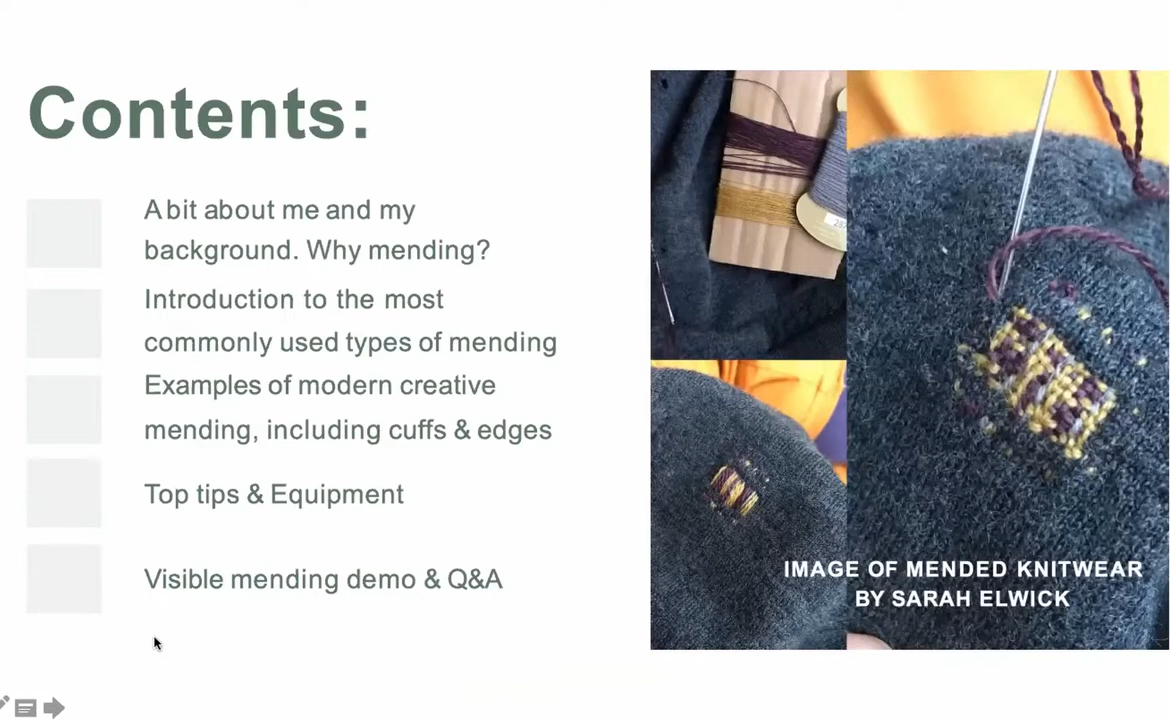 Contents:
A bit about me and my
background. Why mending?
Introduction to the most
commonly used types of mending
Examples of modern creative
mending, including cuffs & edges
Top tips & Equipment
Visible mending demo & Q&A
IMAGE OF MENDED KNITWEAR
BY SARAH ELWICK